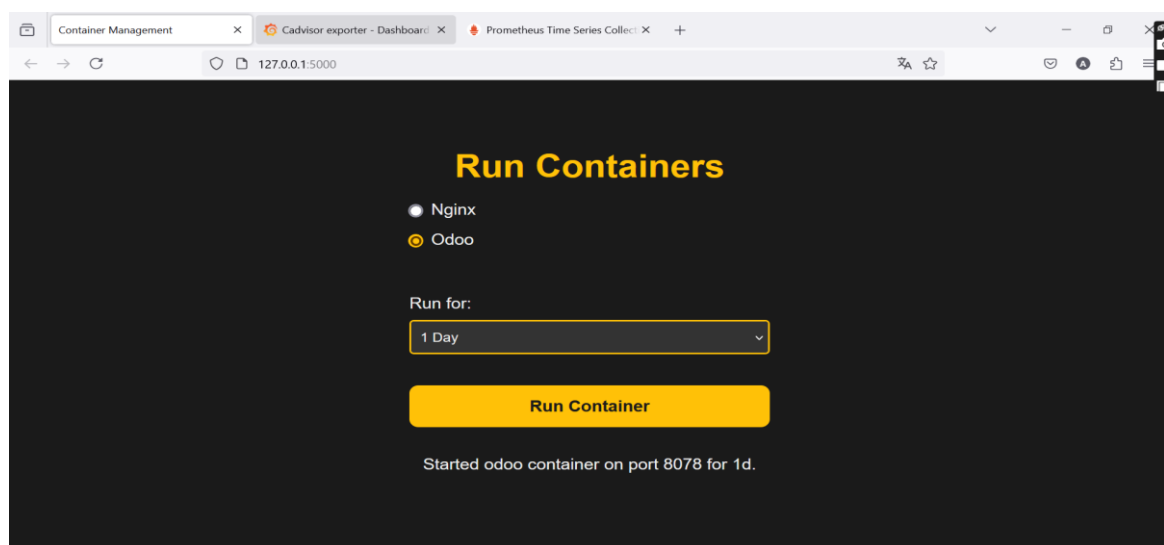 Container Management
Cadvisor exporter - Dashboard
Prometheus Time Series Collect
127.0.0.1:5000
A
Run Containers
Nginx
Odoo
Run for:
1 Day
Run Container
Started odoo container on port 8078 for 1d.